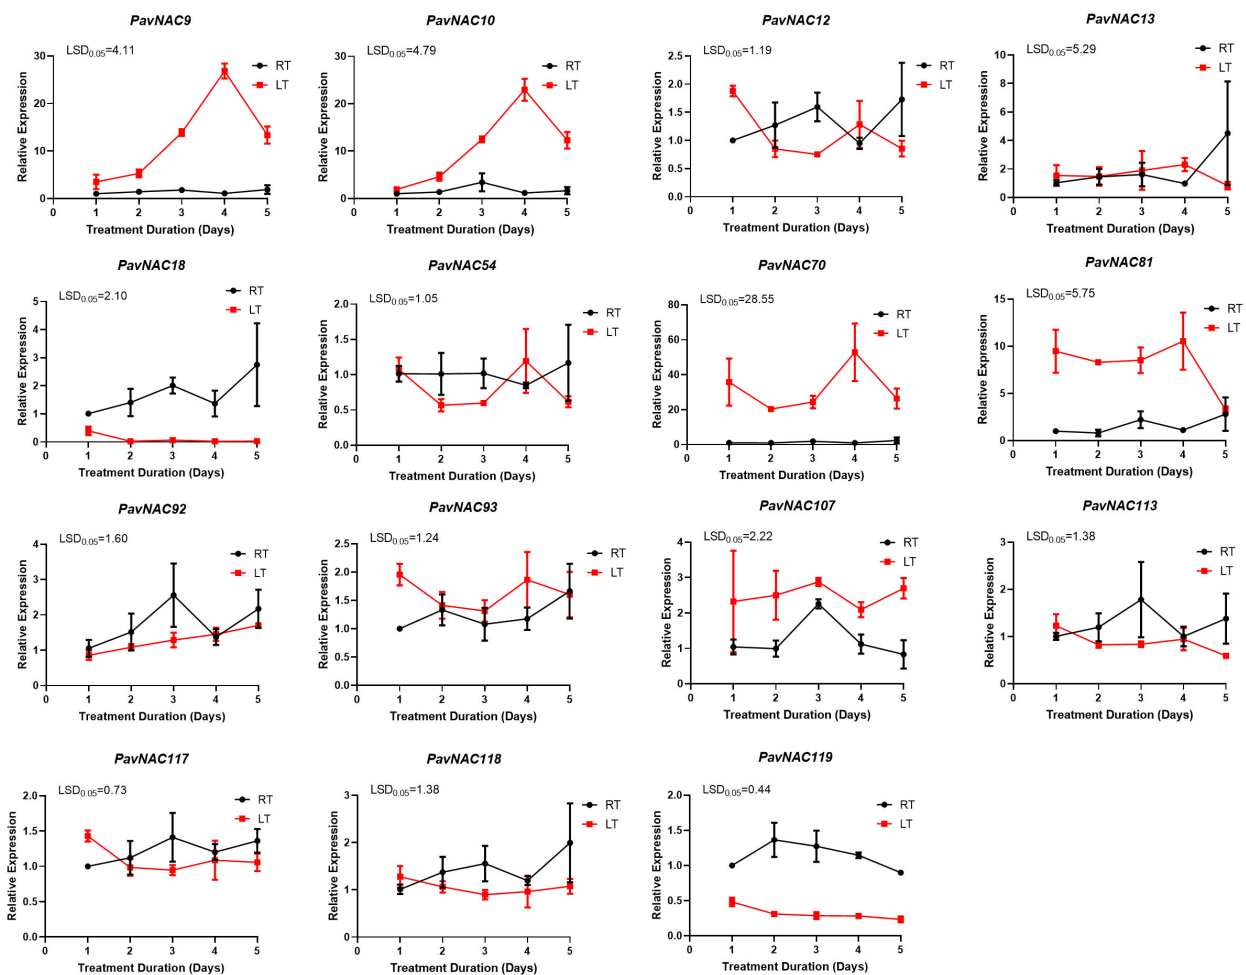 PavNAC9
LSD0.05=4.11
RT
LT
Relative Expression
30
20
10
0
0 1 2 3 4 5
Treatment Duration (Days)
PavNAC10
LSD0.05=4.79
RT
LT
Relative Expression
30
20
10
0
0 1 2 3 4 5
Treatment Duration (Days)
PavNAC12
LSD0.05=1.19
RT
LT
Relative Expression
2.5
2.0
1.5
1.0
0.5
0.0
0 1 2 3 4 5
Treatment Duration (Days)
PavNAC13
LSD0.05=5.29
RT
LT
Relative Expression
10
8
6
4
2
0
0 1 2 3 4 5
Treatment Duration (Days)
PavNAC18
LSD0.05=2.10
RT
LT
Relative Expression
5
4
3
2
1
0
0 1 2 3 4 5
Treatment Duration (Days)
PavNAC54
LSD0.05=1.05
RT
LT
Relative Expression
2.0
1.5
1.0
0.5
0.0
0 1 2 3 4 5
Treatment Duration (Days)
PavNAC70
LSD0.05=28.55
RT
LT
Relative Expression
80
60
40
20
0
0 1 2 3 4 5
Treatment Duration (Days)
PavNAC81
LSD0.05=5.75
RT
LT
Relative Expression
15
10
5
0
0 1 2 3 4 5
Treatment Duration (Days)
PavNAC92
LSD0.05=1.60
RT
LT
Relative Expression
4
3
2
1
0
0 1 2 3 4 5
Treatment Duration (Days)
PavNAC93
LSD0.05=1.24
RT
LT
Relative Expression
2.5
2.0
1.5
1.0
0.5
0.0
0 1 2 3 4 5
Treatment Duration (Days)
PavNAC107
LSD0.05=2.22
RT
LT
Relative Expression
4
3
2
1
0
0 1 2 3 4 5
Treatment Duration (Days)
PavNAC113
LSD0.05=1.38
RT
LT
Relative Expression
3
2
1
0
0 1 2 3 4 5
Treatment Duration (Days)
PavNAC117
LSD0.05=0.73
RT
LT
Relative Expression
2.0
1.5
1.0
0.5
0.0
0 1 2 3 4 5
Treatment Duration (Days)
PavNAC118
LSD0.05=1.38
RT
LT
Relative Expression
3
2
1
0
0 1 2 3 4 5
Treatment Duration (Days)
PavNAC119
LSD0.05=0.44
RT
LT
Relative Expression
2.0
1.5
1.0
0.5
0.0
0 1 2 3 4 5
Treatment Duration (Days)